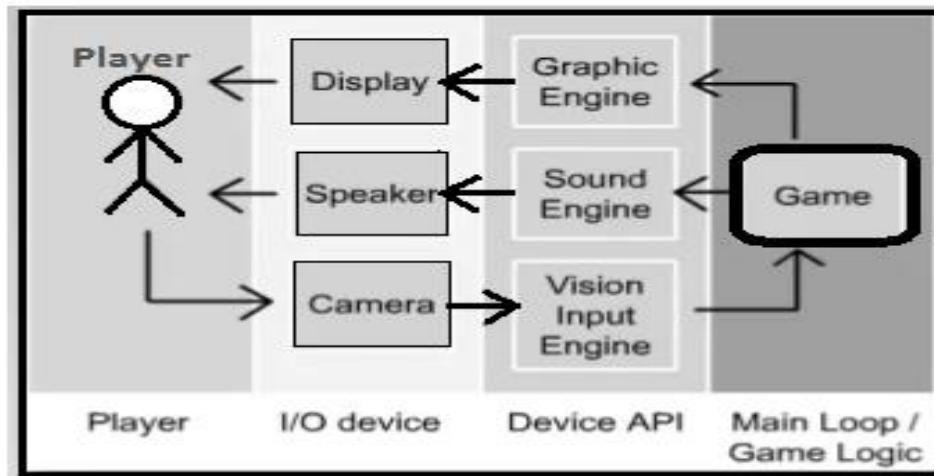 Player
Display
Graphic
Engine
Speaker
Sound
Engine
Game
Camera
Vision
Input
Engine
Player
I/O device
Device API
Main Loop /
Game Logic